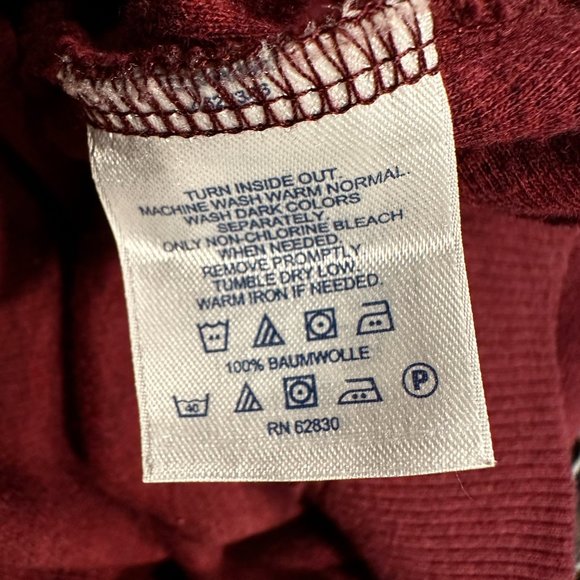 TURN INSIDE OUT.
MACHINE WASH WARM NORMAL.
WASH DARK COLORS
SEPARATELY.
ONLY NON-CHLORINE BLEACH
WHEN NEEDED.
REMOVE PROMPTLY.
TUMBLE DRY LOW.
WARM IRON IF NEEDED.
100% BAUMWOLLE
40 P
RN 62830